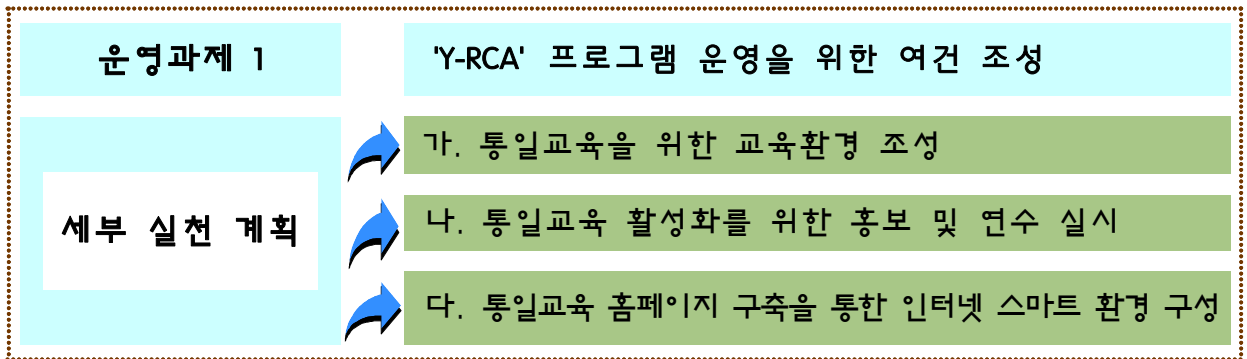 운영과제 1
'Y-RCA' 프로그램 운영을 위한 여건 조성
세부 실천 계획
가. 통일교육을 위한 교육환경 조성
나. 통일교육 활성화를 위한 홍보 및 연수 실시
다. 통일교육 홈페이지 구축을 통한 인터넷 스마트 환경 구성